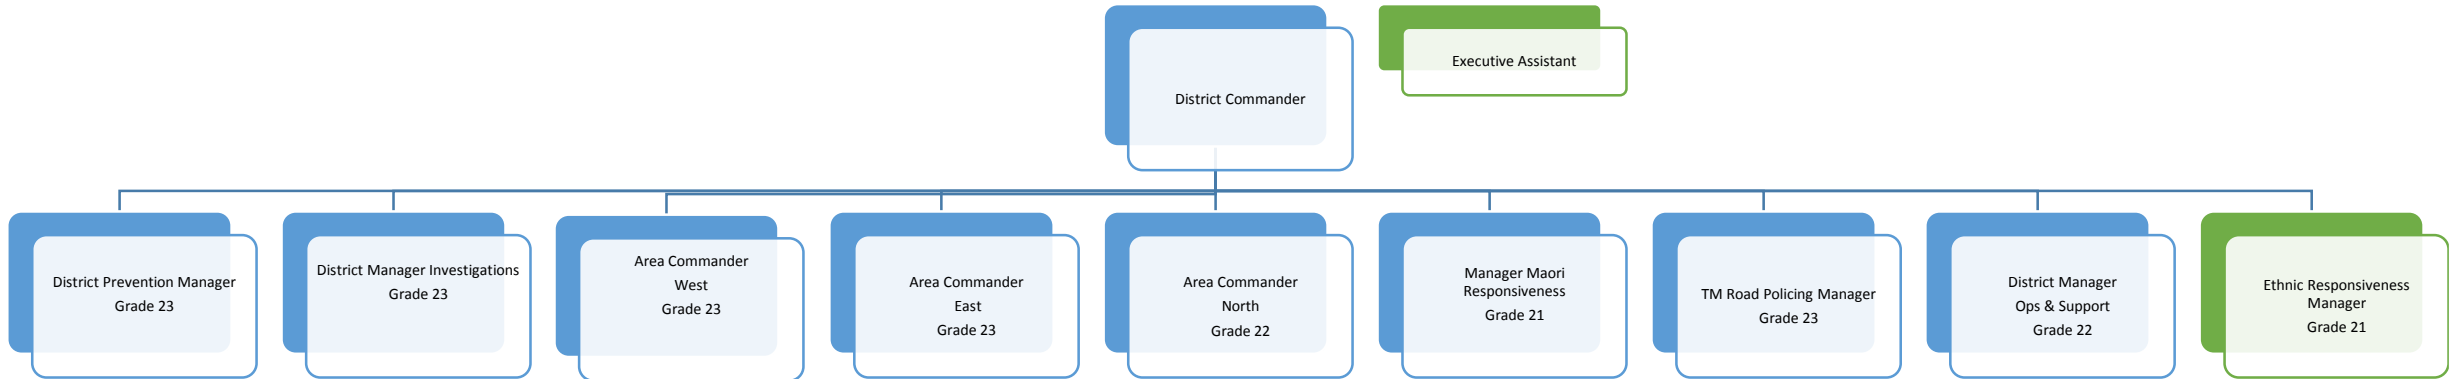 District Commander
Executive Assistant
District Prevention Manager
Grade 23
District Manager Investigations
Grade 23
Area Commander
West
Grade 23
Area Commander
East
Grade 23
Area Commander
North
Grade 22
Manager Maori
Responsiveness
Grade 21
TM Road Policing Manager
Grade 23
District Manager
Ops & Support
Grade 22
Ethnic Responsiveness
Manager
Grade 21